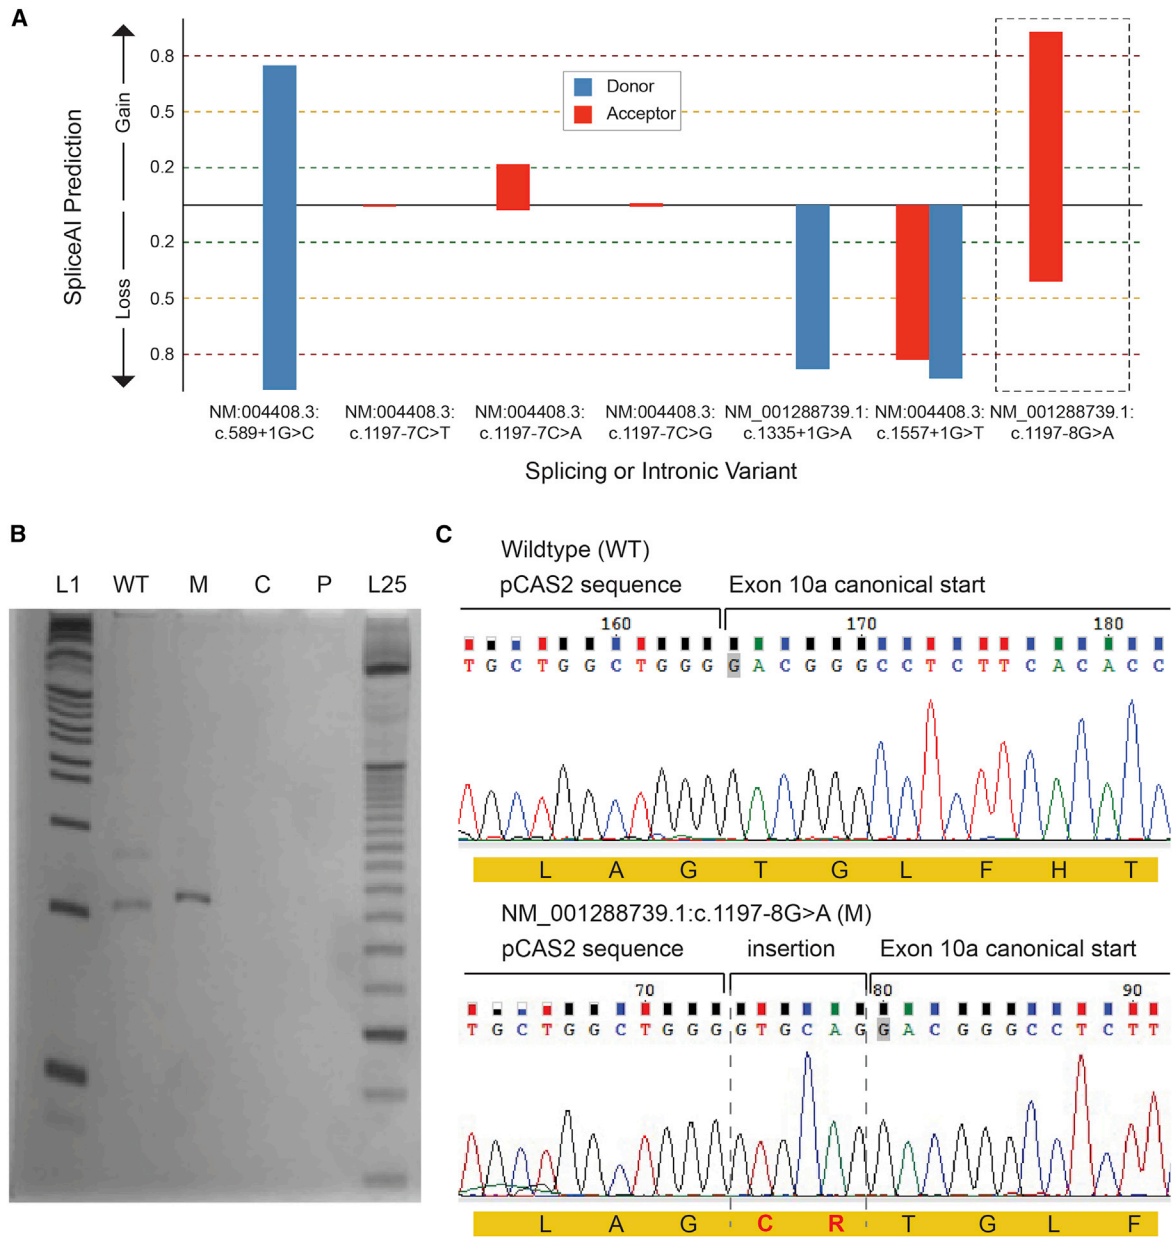 A
SpliceAI Prediction
Gain
Loss
0.8
0.5
0.2
0.2
0.5
0.8
Donor
Acceptor
NM:004408.3:
c.589+1G>C
NM:004408.3:
c.1197-7C>T
NM:004408.3:
c.1197-7C>A
NM:004408.3:
c.1197-7C>G
NM_001288739.1:
c.1335+1G>A
NM:004408.3:
c.1557+1G>T
NM_001288739.1:
c.1197-8G>A
Splicing or Intronic Variant
B
L1 WT M C P L25
C
Wildtype (WT)
pCAS2 sequence Exon 10a canonical start
160 170 180
T G C T G G C T G G G G A C G G G C C T C T T C A C A C C
L A G T G L F H T
NM_001288739.1:c.1197-8G>A (M)
pCAS2 sequence insertion Exon 10a canonical start
70 80 90
T G C T G G C T G G G G T G C A G G A C G G G C C T C T T
L A G C R T G L F